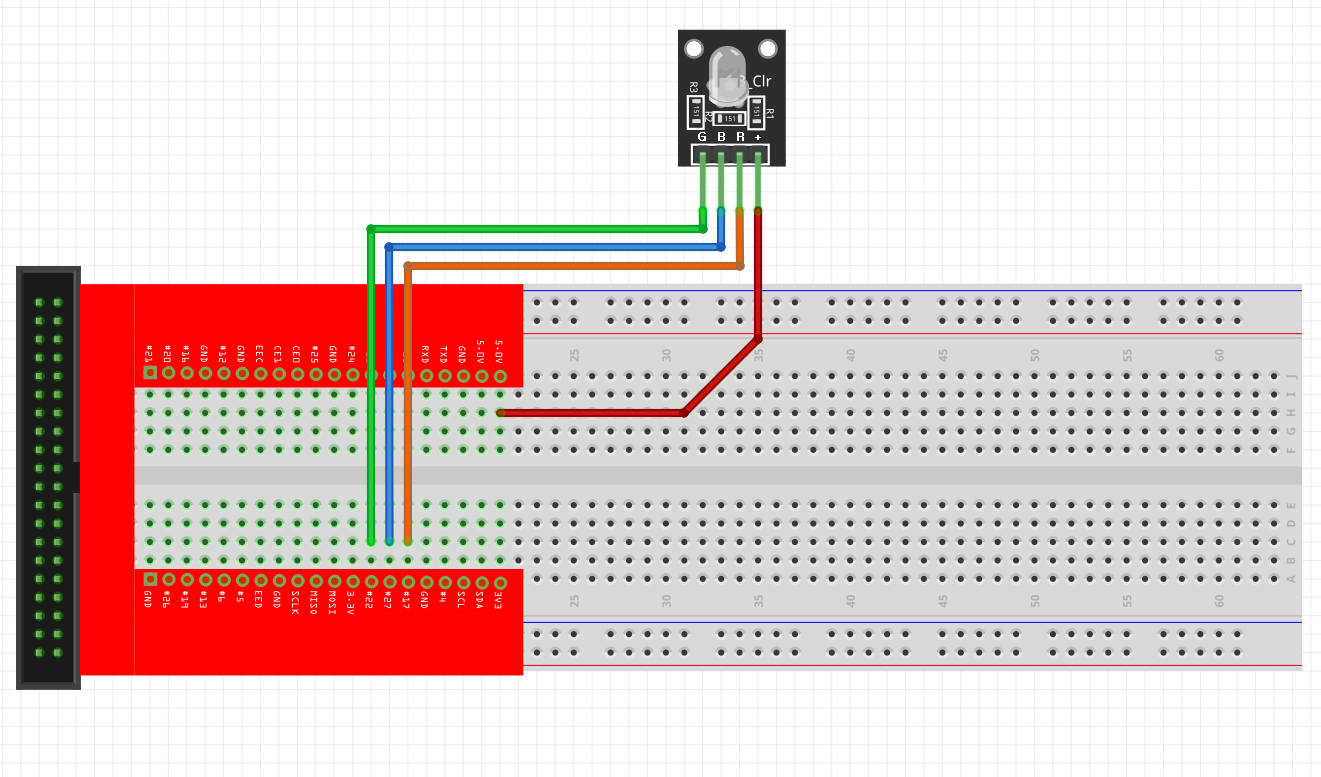 _Clr
R3
R1
R2
151
151
151
G B R +
#21 #20 #16 GND #12 GND EEC CE1 CE0 #25 GND #24 RXD TXD GND 5.0V 5.0V
25 30 35 40 45 50 55 60
J
I
H
G
F
E
D
C
B
A
GND #26 #19 #13 #6 #5 EED GND SCLK MISO MOSI 3.3V #22 #27 #17 GND #4 SCL SDA 3V3
25 30 35 40 45 50 55 60